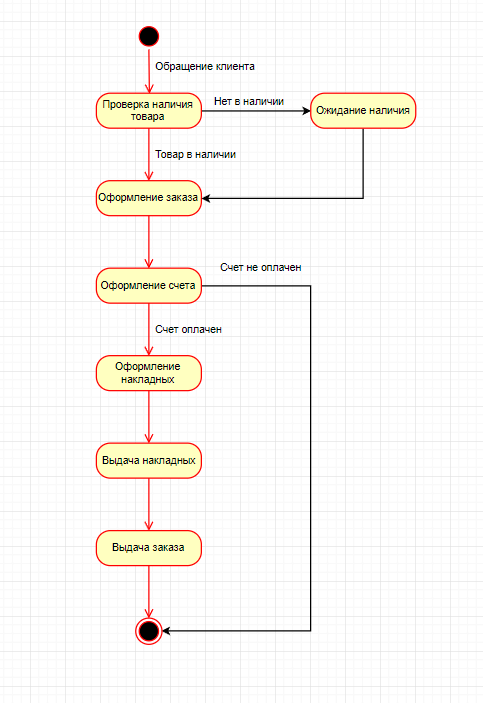 Обращение клиента
Проверка наличия
товара
Нет в наличии
Ожидание наличия
Товар в наличии
Оформление заказа
Счет не оплачен
Оформление счета
Счет оплачен
Оформление
накладных
Выдача накладных
Выдача заказа